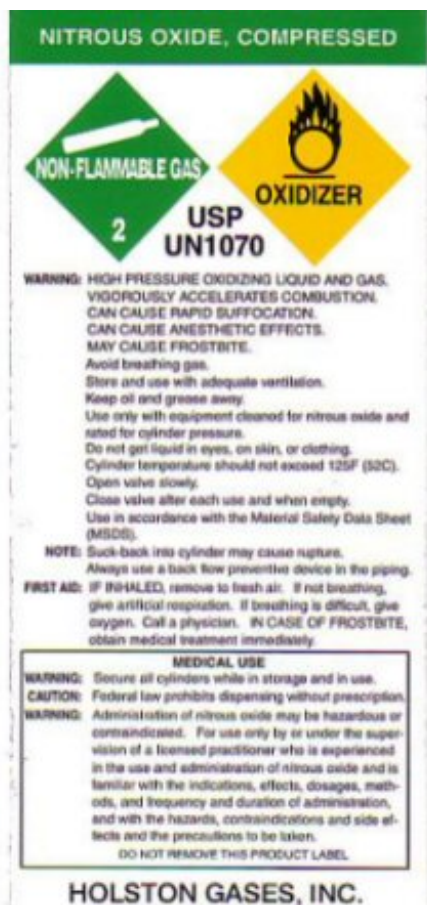 NITROUS OXIDE, COMPRESSED
NON-FLAMMABLE GAS
2
OXIDIZER
USP
UN1070
WARNING: HIGH PRESSURE OXIDIZING LIQUID AND GAS.
VIGOROUSLY ACCELERATES COMBUSTION.
CAN CAUSE RAPID SUFFOCATION.
CAN CAUSE ANESTHETIC EFFECTS.
MAY CAUSE FROSTBITE.
Avoid breathing gas.
Store and use with adequate ventilation.
Keep oil and grease away.
Use only with equipment cleaned for nitrous oxide and
rated for cylinder pressure.
Do not get liquid in eyes, on skin, or clothing.
Cylinder temperature should not exceed 125F (52C).
Open valve slowly.
Close valve after each use and when empty.
Use in accordance with the Material Safety Data Sheet
(MSDS).
NOTE: Suck-back into cylinder may cause rupture.
Always use a back flow preventive device in the piping.
FIRST AID: IF INHALED, remove to fresh air. If not breathing,
give artificial respiration. If breathing is difficult, give
oxygen. Call a physician. IN CASE OF FROSTBITE,
obtain medical treatment immediately.
MEDICAL USE
WARNING: Secure all cylinders while in storage and in use.
CAUTION: Federal law prohibits dispensing without prescription.
WARNING: Administration of nitrous oxide may be hazardous or
contraindicated. For use only by or under the super-
vision of a licensed practitioner who is experienced
in the use and administration of nitrous oxide and is
familiar with the indications, effects, dosages, meth-
ods, and frequency and duration of administration,
and with the hazards, contraindications and side ef-
fects and the precautions to be taken.
DO NOT REMOVE THIS PRODUCT LABEL
HOLSTON GASES, INC.